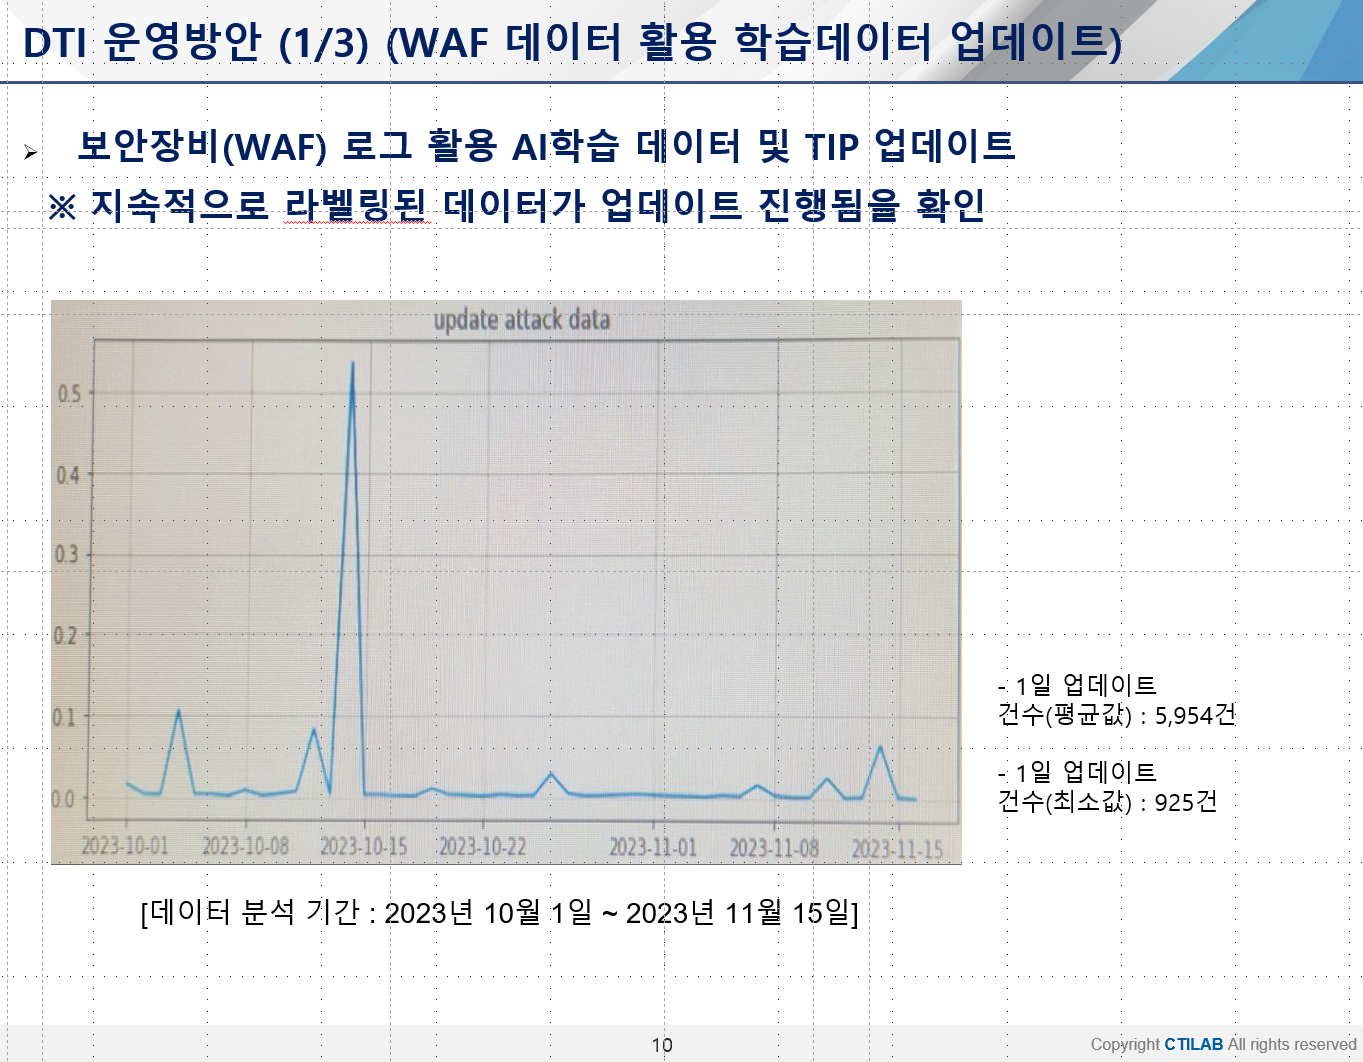 DTI 운영방안 (1/3) (WAF 데이터 활용 학습데이터 업데이트)
➢ 보안장비(WAF) 로그 활용 AI학습 데이터 및 TIP 업데이트
※ 지속적으로 라벨링된 데이터가 업데이트 진행됨을 확인
update attack data
0.5
0.4
0.3
0.2
0.1
0.0
2023-10-01 2023-10-08 2023-10-15 2023-10-22 2023-11-01 2023-11-08 2023-11-15
- 1일 업데이트
건수(평균값) : 5,954건
- 1일 업데이트
건수(최소값) : 925건
[데이터 분석 기간 : 2023년 10월 1일 ~ 2023년 11월 15일]
10
Copyright CTILAB All rights reserved